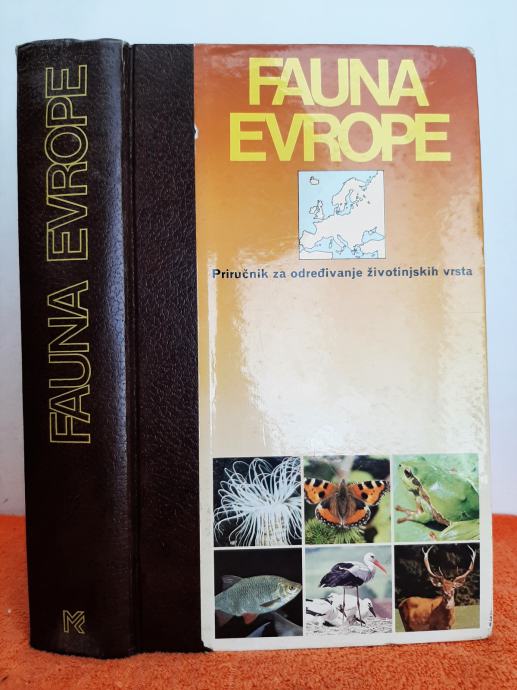 FAUNA EVROPE
FAUNA
EVROPE
Priručnik za određivanje životinjskih vrsta
MK